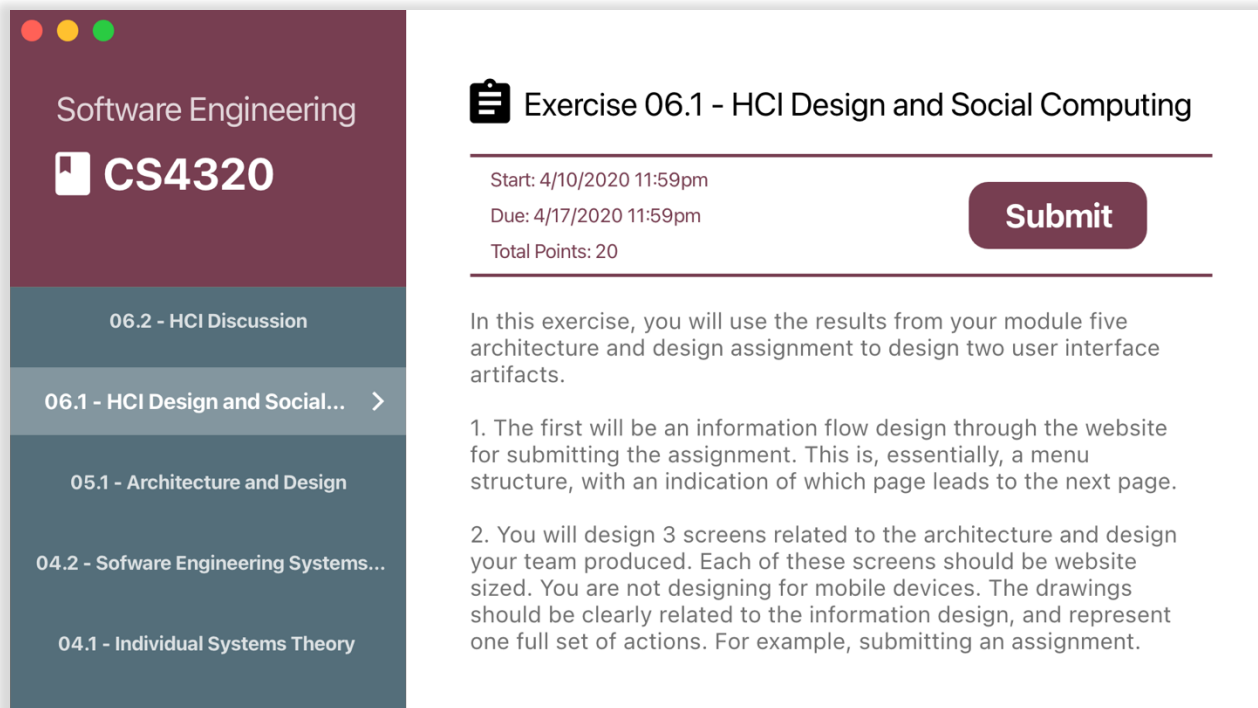 Software Engineering
CS4320
06.2 - HCI Discussion
06.1 - HCI Design and Social...
05.1 - Architecture and Design
04.2 - Sofware Engineering Systems...
04.1 - Individual Systems Theory
Exercise 06.1 - HCI Design and Social Computing
Start: 4/10/2020 11:59pm
Due: 4/17/2020 11:59pm
Total Points: 20
Submit
In this exercise, you will use the results from your module five
architecture and design assignment to design two user interface
artifacts.
1. The first will be an information flow design through the website
for submitting the assignment. This is, essentially, a menu
structure, with an indication of which page leads to the next page.
2. You will design 3 screens related to the architecture and design
your team produced. Each of these screens should be website
sized. You are not designing for mobile devices. The drawings
should be clearly related to the information design, and represent
one full set of actions. For example, submitting an assignment.